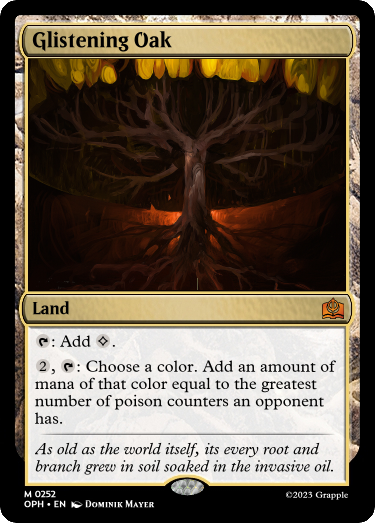 Glistening Oak
Land
: Add .
2, : Choose a color. Add an amount of
mana of that color equal to the greatest
number of poison counters an opponent
has.
As old as the world itself, its every root and
branch grew in soil soaked in the invasive oil.
M 0252
OPH • EN Dominik Mayer
©2023 Grapple